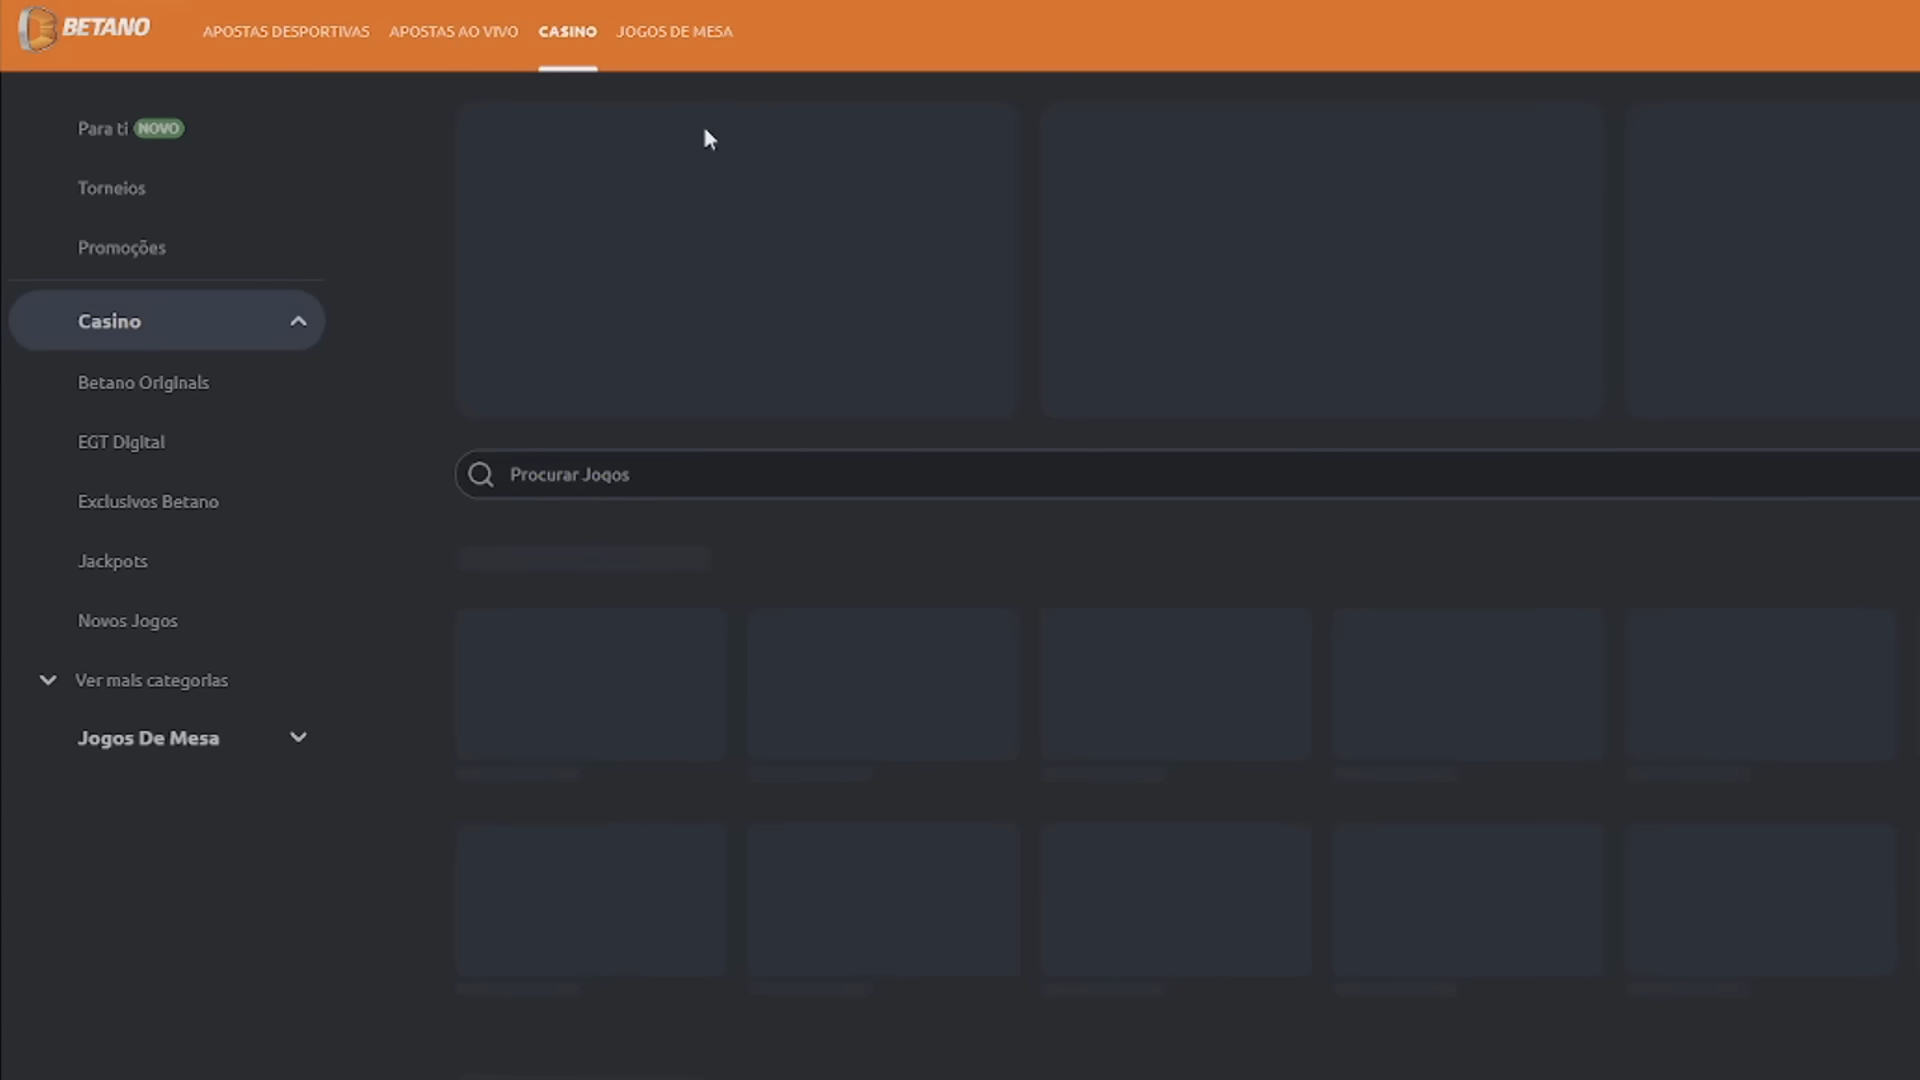 BETANO
APOSTAS DESPORTIVAS APOSTAS AO VIVO CASINO JOGOS DE MESA
Para ti NOVO
Torneios
Promoções
Casino
Betano Originals
EGT Digital
Exclusivos Betano
Jackpots
Novos Jogos
Ver mais categorias
Jogos De Mesa
Procurar Jogos